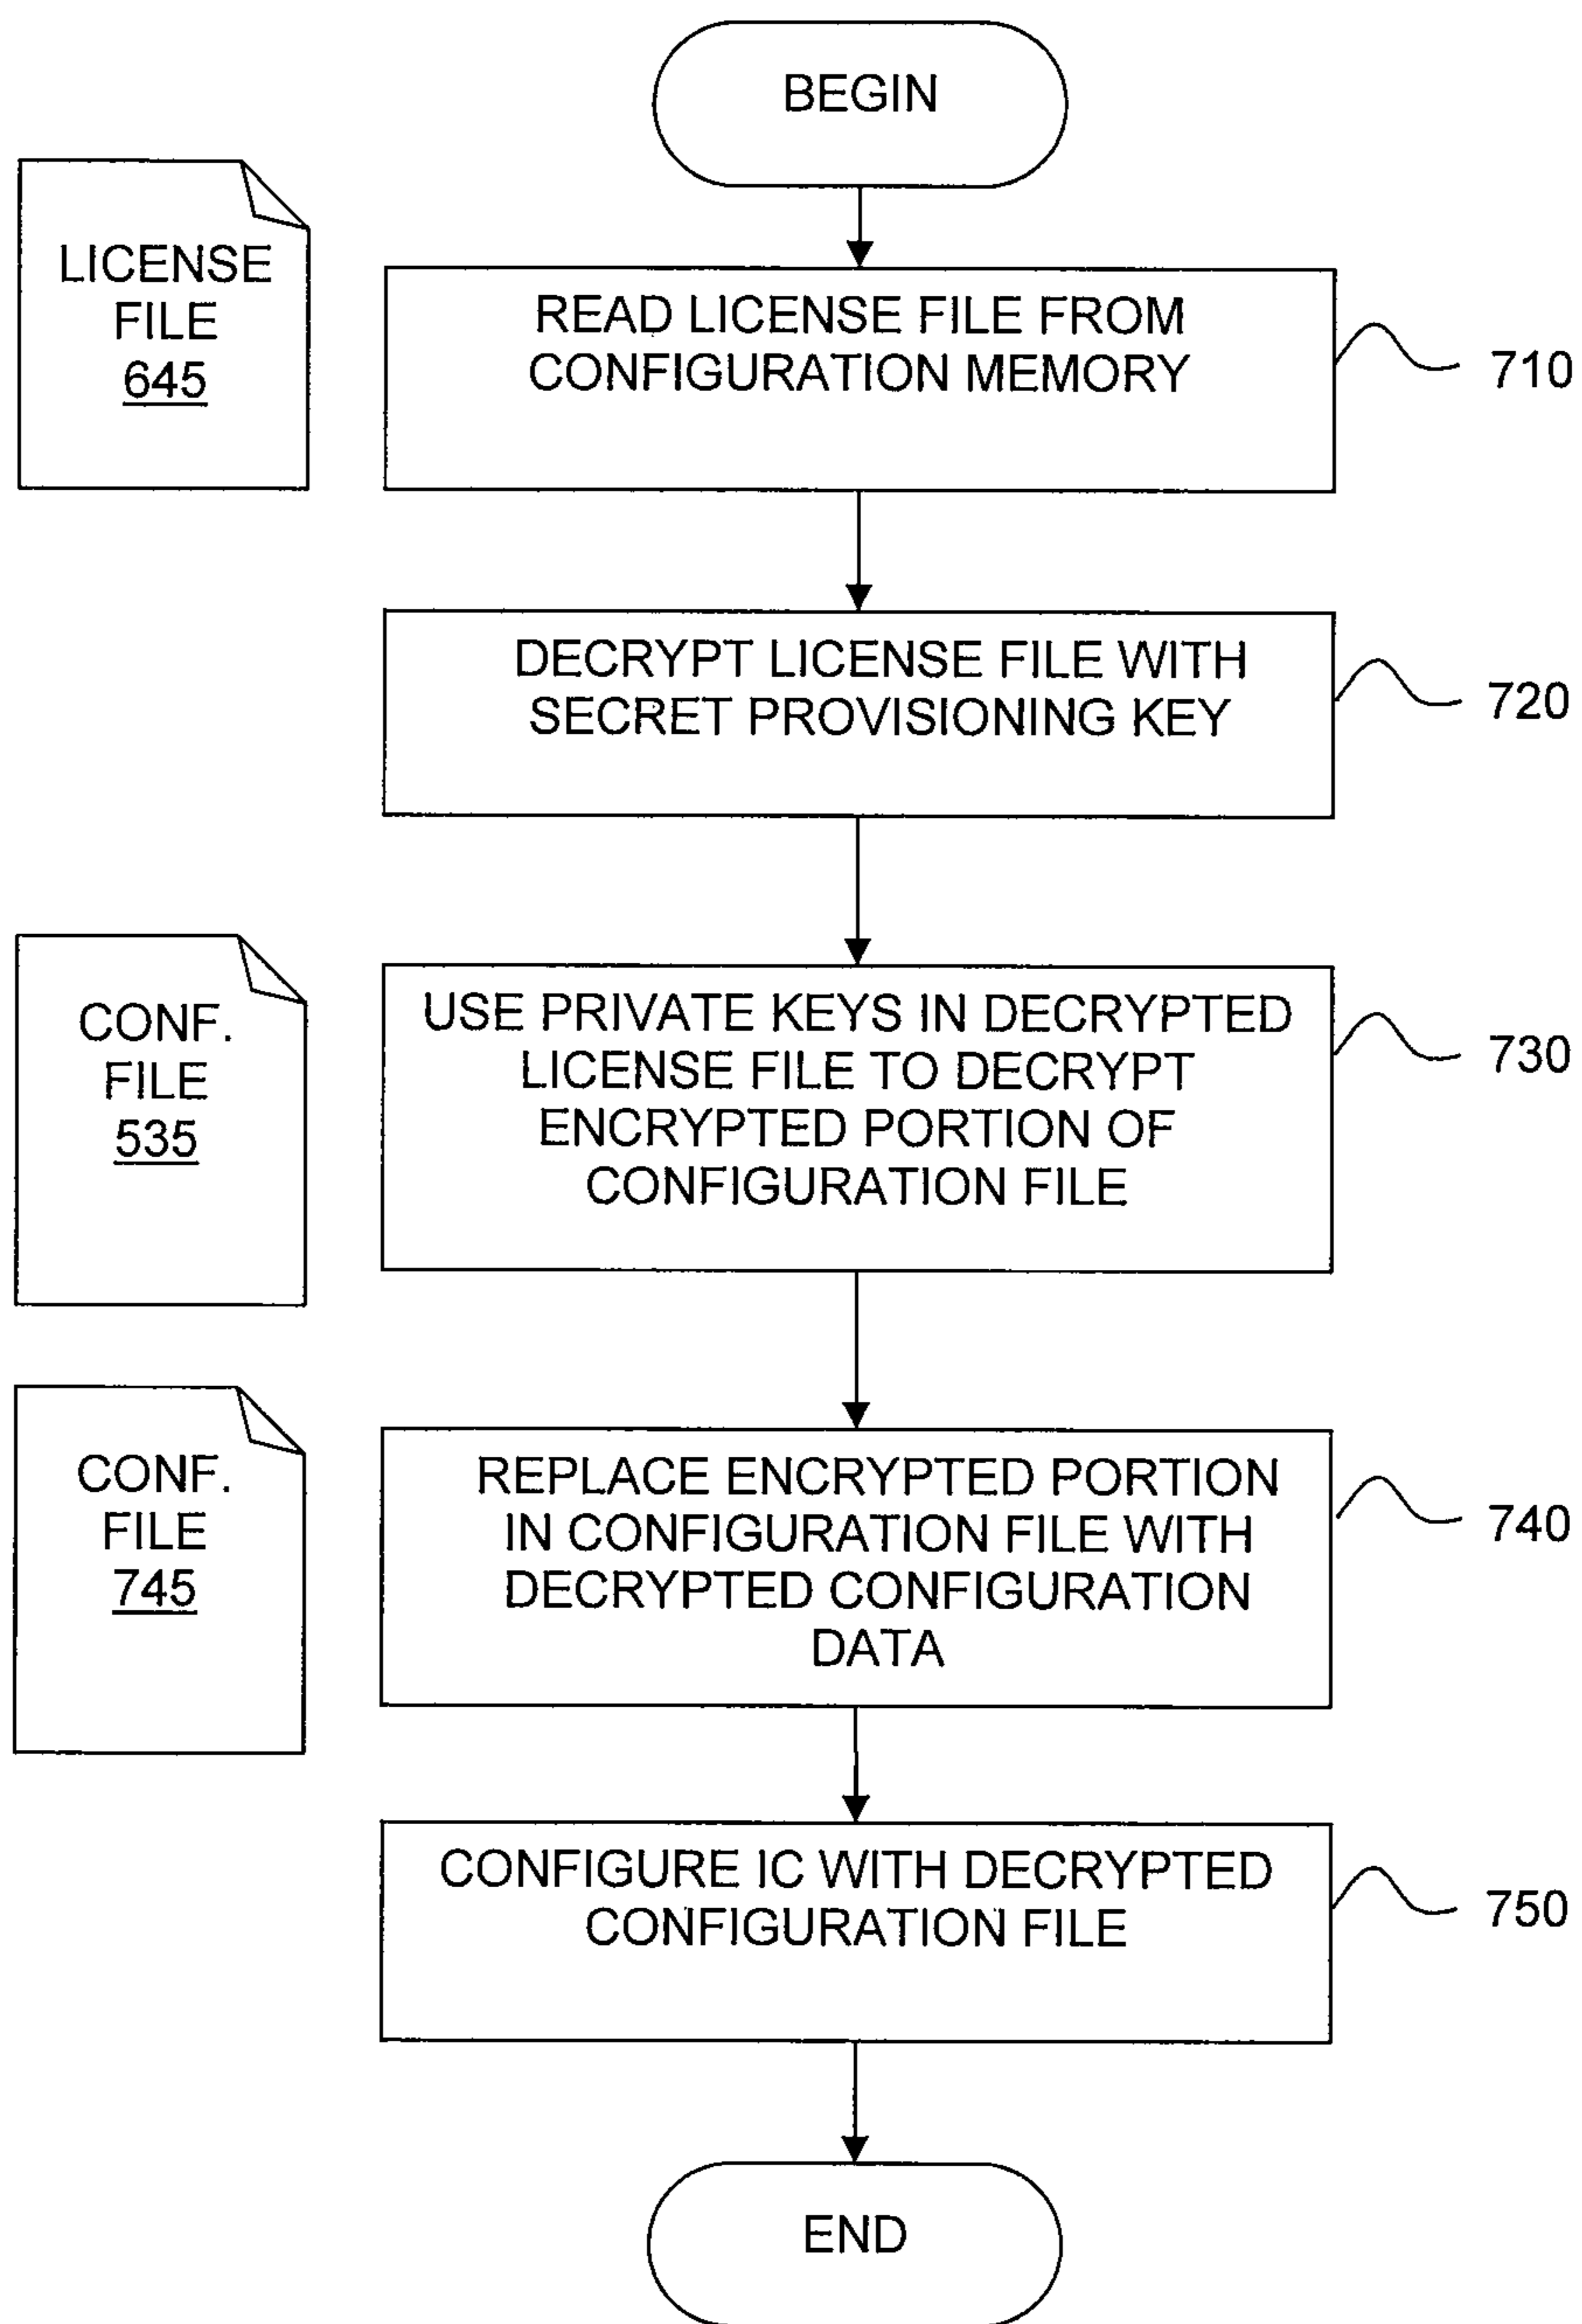 BEGIN
LICENSE
FILE
645
READ LICENSE FILE FROM
CONFIGURATION MEMORY
710
DECRYPT LICENSE FILE WITH
SECRET PROVISIONING KEY
720
CONF.
FILE
535
USE PRIVATE KEYS IN DECRYPTED
LICENSE FILE TO DECRYPT
ENCRYPTED PORTION OF
CONFIGURATION FILE
730
CONF.
FILE
745
REPLACE ENCRYPTED PORTION
IN CONFIGURATION FILE WITH
DECRYPTED CONFIGURATION
DATA
740
CONFIGURE IC WITH DECRYPTED
CONFIGURATION FILE
750
END